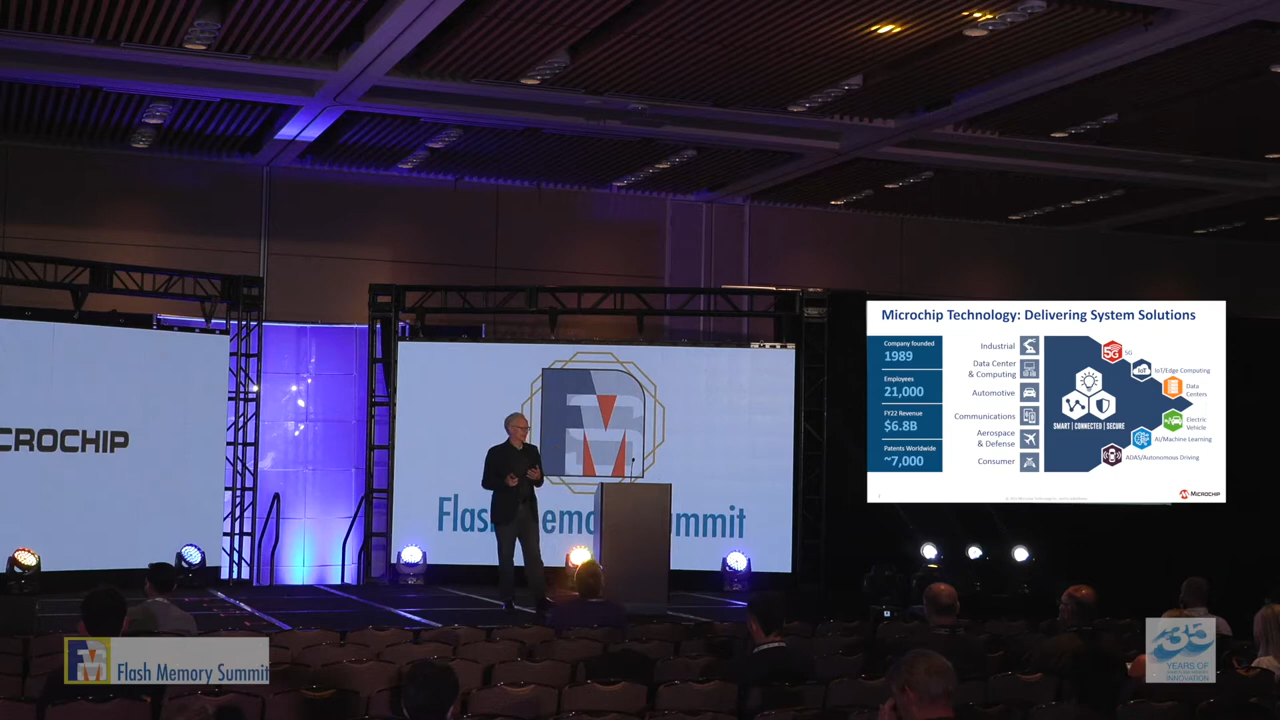 CROCHIP
FM
Flash Memory Summit
Microchip Technology: Delivering System Solutions
Company founded
1989
Employees
21,000
FY22 Revenue
$6.8B
Patents Worldwide
~7,000
Industrial
Data Center
& Computing
Automotive
Communications
Aerospace
& Defense
Consumer
SMART | CONNECTED | SECURE
5G
5G
IoT
IoT/Edge Computing
Data
Centers
Electric
Vehicle
AI/Machine Learning
ADAS/Autonomous Driving
MICROCHIP
Flash Memory Summit
35
YEARS OF
INNOVATION